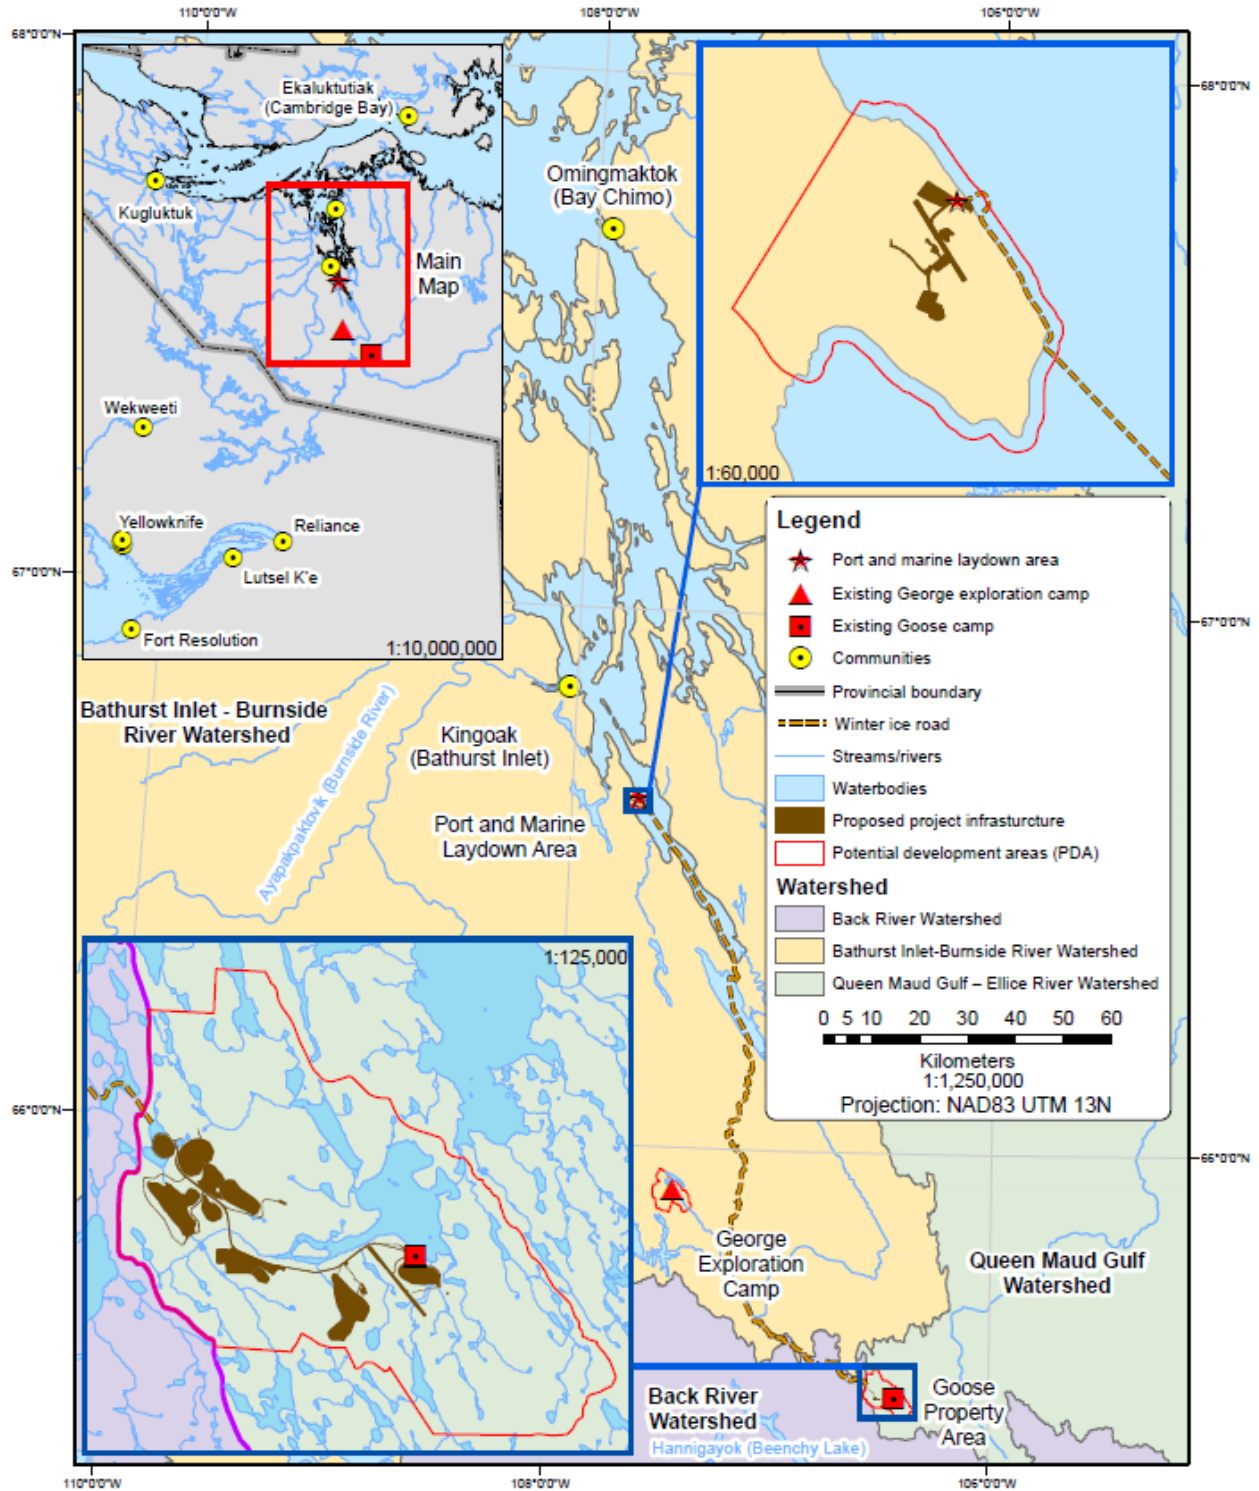 110°0'0"W
108°0'0"W
106°0'0"W
68°0'0"N
68°0'0"N
Ekaluktutiak
(Cambridge Bay)
Kugluktuk
Main
Map
Wekweeti
Yellowknife
Reliance
Lutsel K'e
Fort Resolution
1:10,000,000
Omingmaktok
(Bay Chimo)
1:60,000
67°0'0"N
67°0'0"N
Legend
Port and marine laydown area
Existing George exploration camp
Existing Goose camp
Communities
Provincial boundary
Winter ice road
Streams/rivers
Waterbodies
Proposed project infrasturcture
Potential development areas (PDA)
Watershed
Back River Watershed
Bathurst Inlet-Burnside River Watershed
Queen Maud Gulf – Ellice River Watershed
0 5 10 20 30 40 50 60
Kilometers
1:1,250,000
Projection: NAD83 UTM 13N
Bathurst Inlet - Burnside
River Watershed
Ayapakpaktovik (Burnside River)
Kingoak
(Bathurst Inlet)
Port and Marine
Laydown Area
1:125,000
66°0'0"N
66°0'0"N
George
Exploration
Camp
Queen Maud Gulf
Watershed
Back River
Watershed
Hannigayok (Beenchy Lake)
Goose
Property
Area
110°0'0"W
108°0'0"W
106°0'0"W